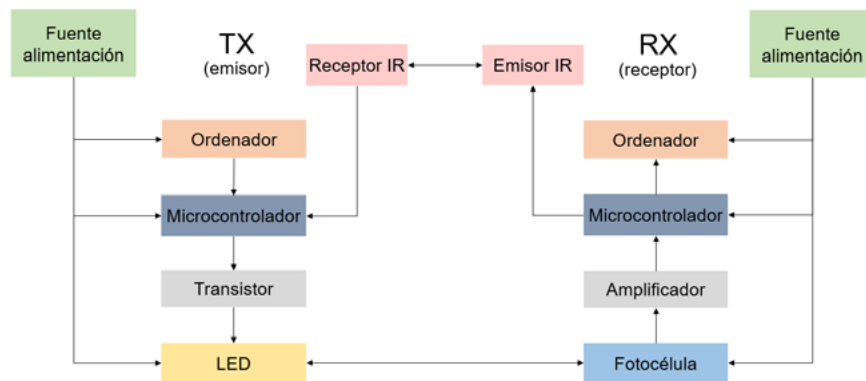 Fuente
alimentación
TX
(emisor)
Receptor IR
Emisor IR
RX
(receptor)
Fuente
alimentación
Ordenador
Ordenador
Microcontrolador
Microcontrolador
Transistor
Amplificador
LED
Fotocélula